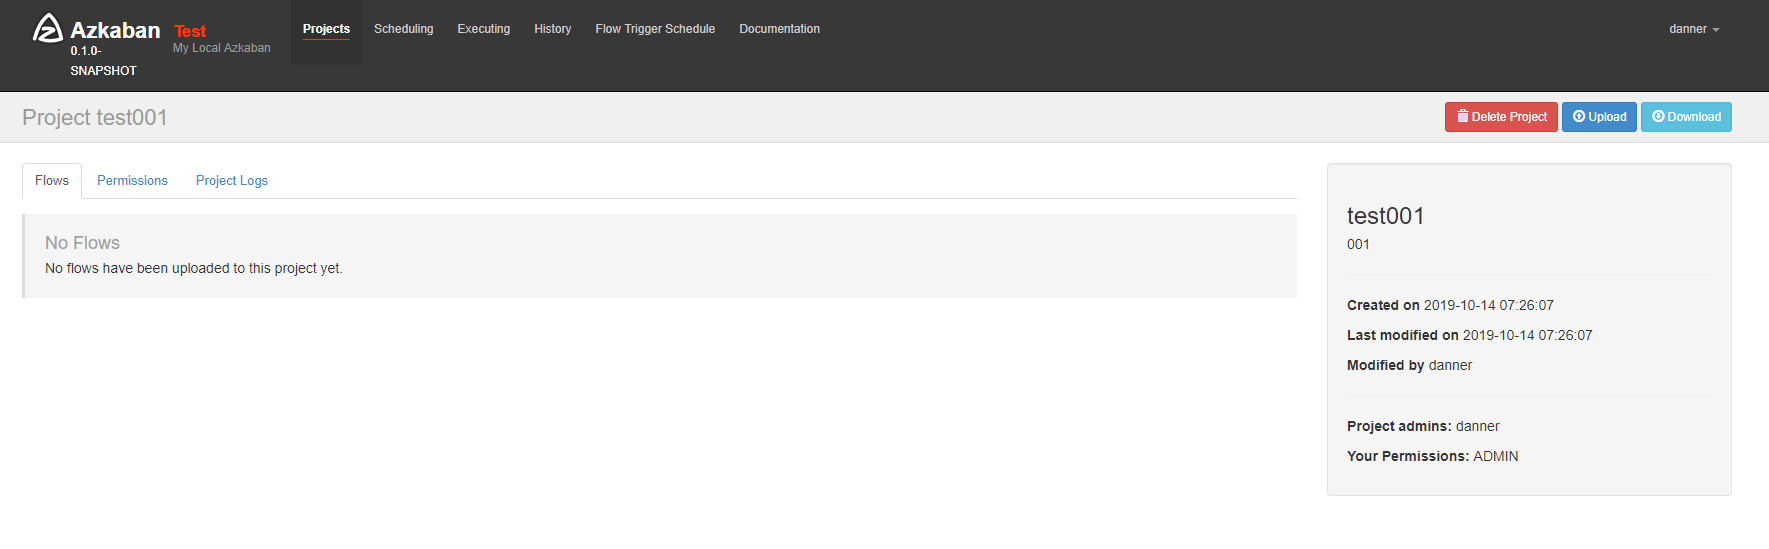 Azkaban
0.1.0-
SNAPSHOT
Test
My Local Azkaban
Projects Scheduling Executing History Flow Trigger Schedule Documentation
danner
Project test001
Delete Project Upload Download
Flows Permissions Project Logs
No Flows
No flows have been uploaded to this project yet.
test001
001
Created on 2019-10-14 07:26:07
Last modified on 2019-10-14 07:26:07
Modified by danner
Project admins: danner
Your Permissions: ADMIN